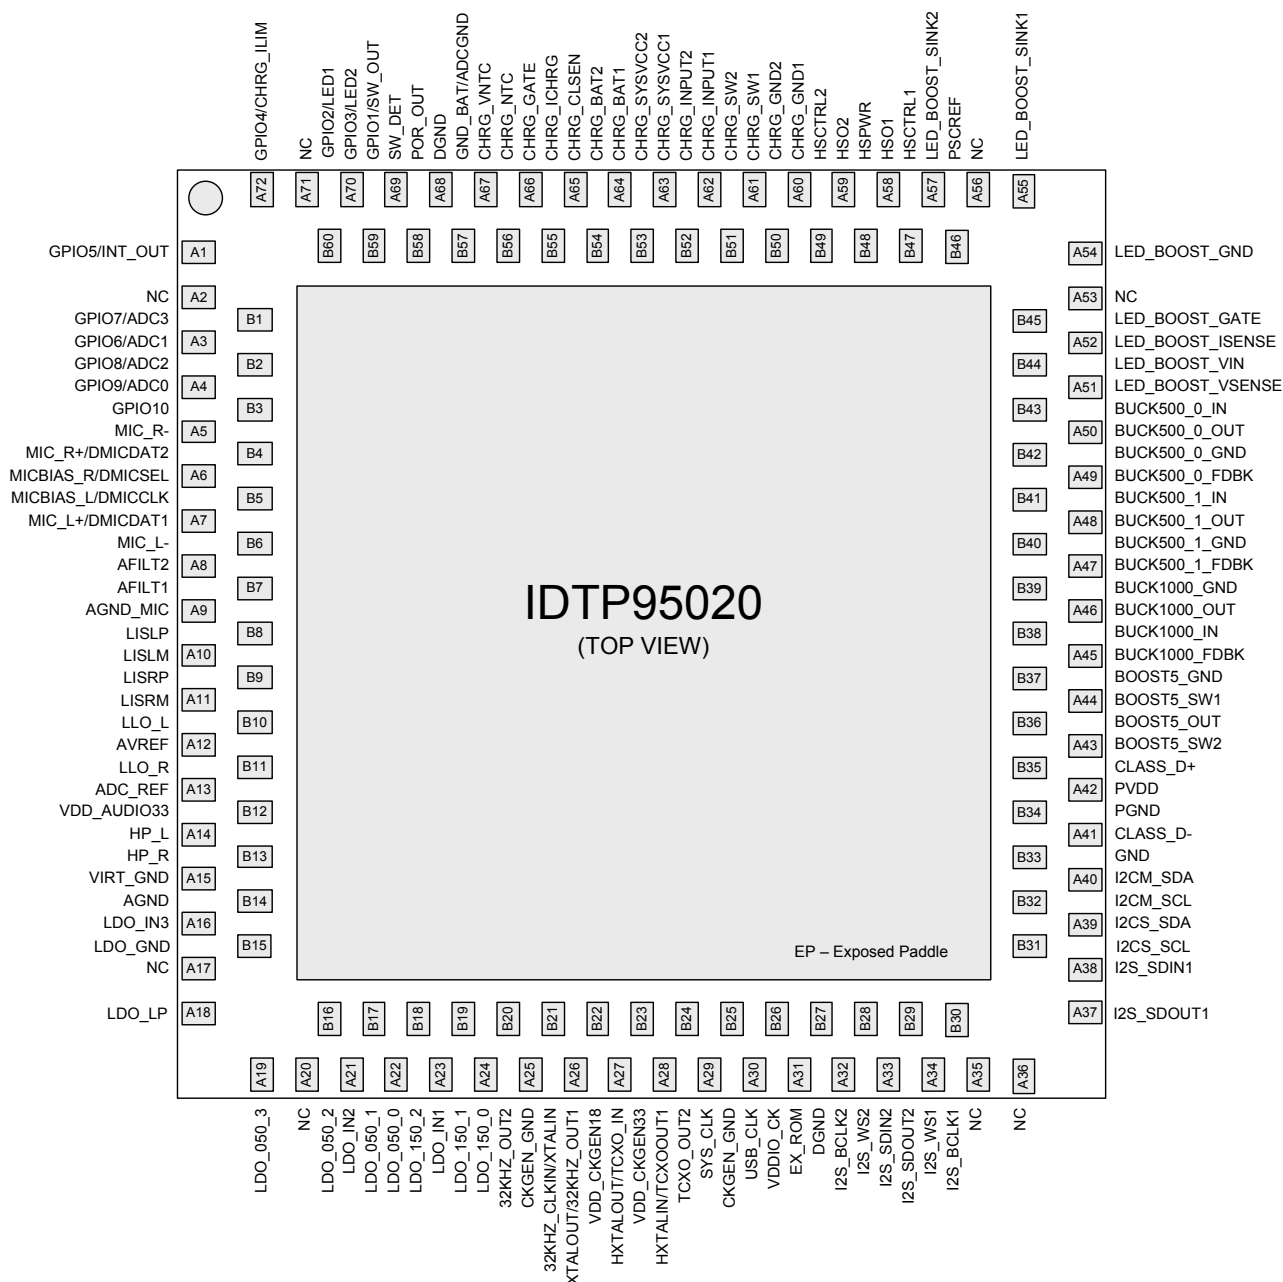 GPIO4/CHRG_ILIM
NC
GPIO2/LED1
GPIO3/LED2
GPIO1/SW_OUT
SW_DET
POR_OUT
DGND
GND_BAT/ADCGND
CHRG_VNTC
CHRG_NTC
CHRG_GATE
CHRG_ICHRG
CHRG_CLSEN
CHRG_BAT2
CHRG_BAT1
CHRG_SYSVCC2
CHRG_SYSVCC1
CHRG_INPUT2
CHRG_INPUT1
CHRG_SW2
CHRG_SW1
CHRG_GND2
CHRG_GND1
HSCTRL2
HSO2
HSPWR
HSO1
HSCTRL1
LED_BOOST_SINK2
PSCREF
NC
LED_BOOST_SINK1
A72 A71 A70 A69 A68 A67 A66 A65 A64 A63 A62 A61 A60 A59 A58 A57 A56 A55
B60 B59 B58 B57 B56 B55 B54 B53 B52 B51 B50 B49 B48 B47 B46
GPIO5/INT_OUT A1
NC A2
GPIO7/ADC3 B1
GPIO6/ADC1 A3
GPIO8/ADC2 B2
GPIO9/ADC0 A4
GPIO10 B3
MIC_R- A5
MIC_R+/DMICDAT2 B4
MICBIAS_R/DMICSEL A6
MICBIAS_L/DMICCLK B5
MIC_L+/DMICDAT1 A7
MIC_L- B6
AFILT2 A8
AFILT1 B7
AGND_MIC A9
LISLP B8
LISLM A10
LISRP B9
LISRM A11
LLO_L B10
AVREF A12
LLO_R B11
ADC_REF A13
VDD_AUDIO33 B12
HP_L A14
HP_R B13
VIRT_GND A15
AGND B14
LDO_IN3 A16
LDO_GND B15
NC A17
LDO_LP A18
IDTP95020
(TOP VIEW)
EP – Exposed Paddle
A54 LED_BOOST_GND
A53 NC
B45 LED_BOOST_GATE
A52 LED_BOOST_ISENSE
B44 LED_BOOST_VIN
A51 LED_BOOST_VSENSE
B43 BUCK500_0_IN
A50 BUCK500_0_OUT
B42 BUCK500_0_GND
A49 BUCK500_0_FDBK
B41 BUCK500_1_IN
A48 BUCK500_1_OUT
B40 BUCK500_1_GND
A47 BUCK500_1_FDBK
B39 BUCK1000_GND
A46 BUCK1000_OUT
B38 BUCK1000_IN
A45 BUCK1000_FDBK
B37 BOOST5_GND
A44 BOOST5_SW1
B36 BOOST5_OUT
A43 BOOST5_SW2
B35 CLASS_D+
A42 PVDD
B34 PGND
A41 CLASS_D-
B33 GND
A40 I2CM_SDA
B32 I2CM_SCL
A39 I2CS_SDA
B31 I2CS_SCL
A38 I2S_SDIN1
A37 I2S_SDOUT1
B16 B17 B18 B19 B20 B21 B22 B23 B24 B25 B26 B27 B28 B29 B30
A19 A20 A21 A22 A23 A24 A25 A26 A27 A28 A29 A30 A31 A32 A33 A34 A35 A36
LDO_050_3
NC
LDO_050_2
LDO_IN2
LDO_050_1
LDO_050_0
LDO_150_2
LDO_IN1
LDO_150_1
LDO_150_0
32KHZ_OUT2
CKGEN_GND
32KHZ_CLKIN/XTALIN
XTALOUT/32KHZ_OUT1
VDD_CKGEN18
HXTALOUT/TCXO_IN
VDD_CKGEN33
HXTALIN/TCXOOUT1
TCXO_OUT2
SYS_CLK
CKGEN_GND
USB_CLK
VDDIO_CK
EX_ROM
DGND
I2S_BCLK2
I2S_WS2
I2S_SDIN2
I2S_SDOUT2
I2S_WS1
I2S_BCLK1
NC
NC